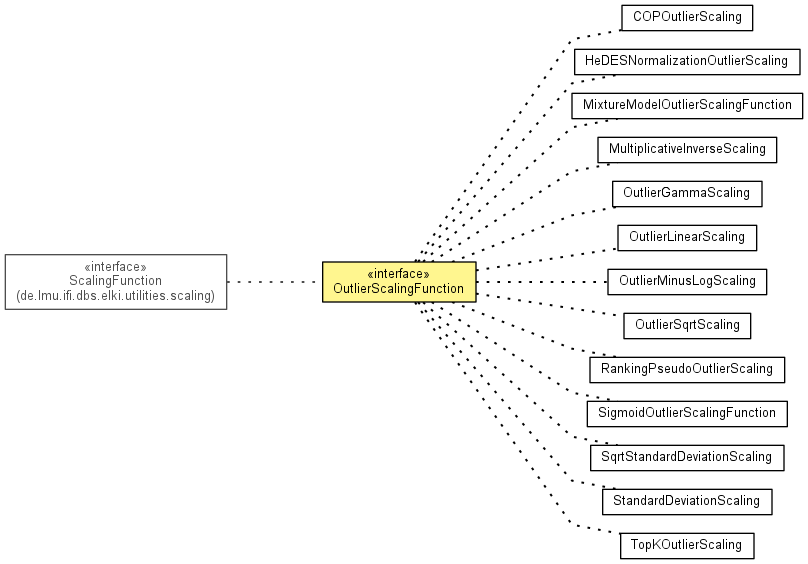 COPOutlierScaling
HeDESNormalizationOutlierScaling
MixtureModelOutlierScalingFunction
MultiplicativeInverseScaling
OutlierGammaScaling
OutlierLinearScaling
«interface»
ScalingFunction
(de.lmu.ifi.dbs.elki.utilities.scaling)
«interface»
OutlierScalingFunction
OutlierMinusLogScaling
OutlierSqrtScaling
RankingPseudoOutlierScaling
SigmoidOutlierScalingFunction
SqrtStandardDeviationScaling
StandardDeviationScaling
TopKOutlierScaling